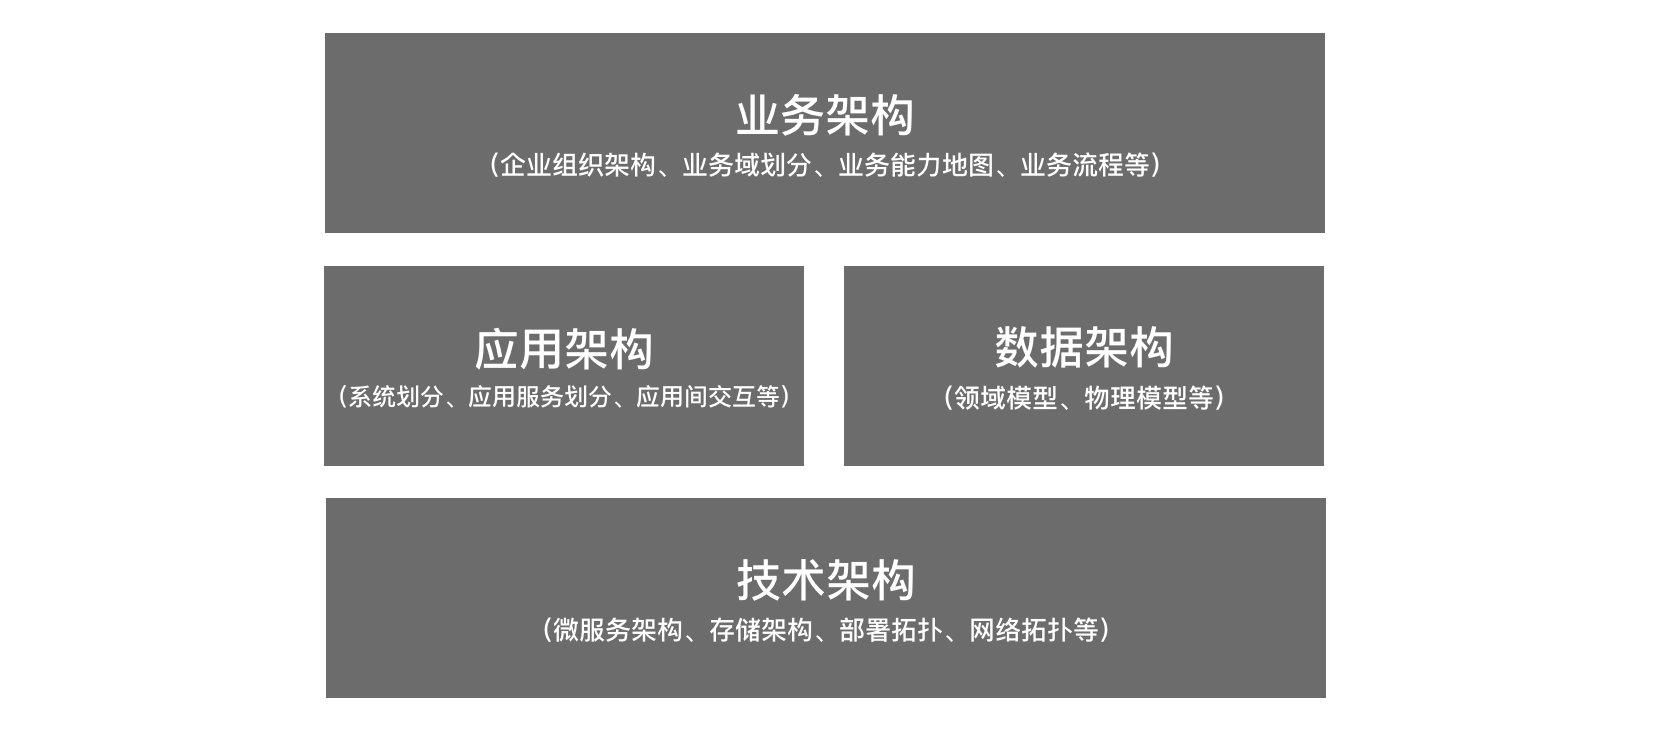 业务架构
（企业组织架构、业务域划分、业务能力地图、业务流程等）
应用架构
（系统划分、应用服务划分、应用间交互等）
数据架构
（领域模型、物理模型等）
技术架构
（微服务架构、存储架构、部署拓扑、网络拓扑等）